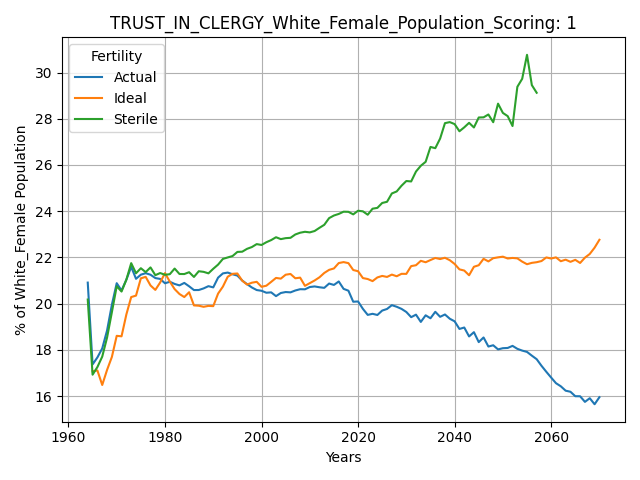 TRUST_IN_CLERGY_White_Female_Population_Scoring: 1
Fertility
Actual
Ideal
Sterile
% of White_Female Population
30
28
26
24
22
20
18
16
1960
1980
2000
2020
2040
2060
Years